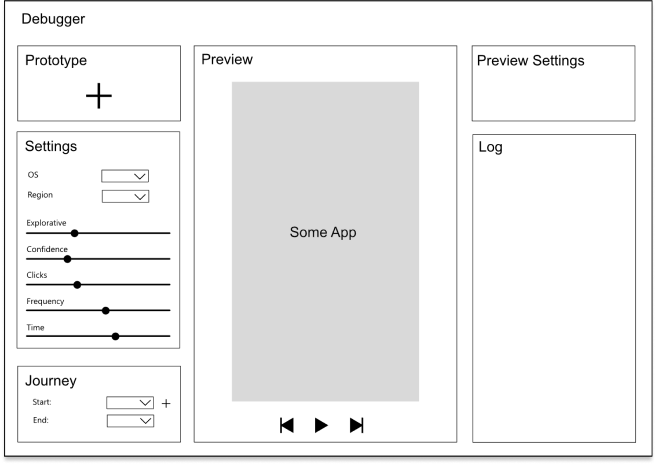 Debugger
Prototype
Settings
OS
Region
Explorative
Confidence
Clicks
Frequency
Time
Journey
Start:
End:
Preview
Some App
Preview Settings
Log